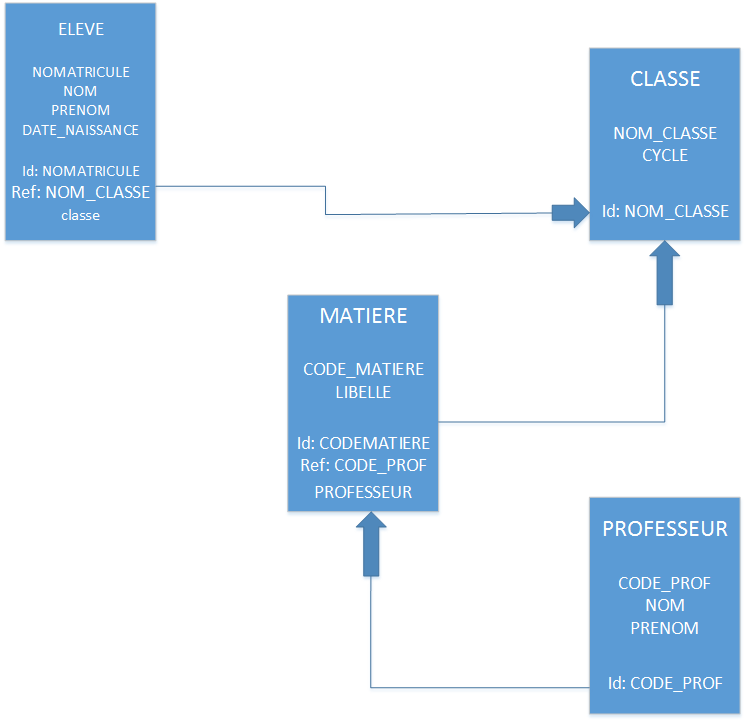 ELEVE
NOMATRICULE
NOM
PRENOM
DATE_NAISSANCE
Id: NOMATRICULE
Ref: NOM_CLASSE
classe
CLASSE
NOM_CLASSE
CYCLE
Id: NOM_CLASSE
MATIERE
CODE_MATIERE
LIBELLE
Id: CODEMATIERE
Ref: CODE_PROF
PROFESSEUR
PROFESSEUR
CODE_PROF
NOM
PRENOM
Id: CODE_PROF